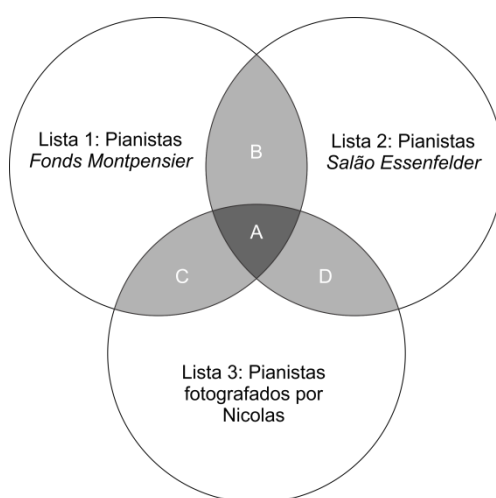 Lista 1: Pianistas
Fonds Montpensier
B
Lista 2: Pianistas
Salão Essenfelder
A
C
D
Lista 3: Pianistas
fotografados por
Nicolas